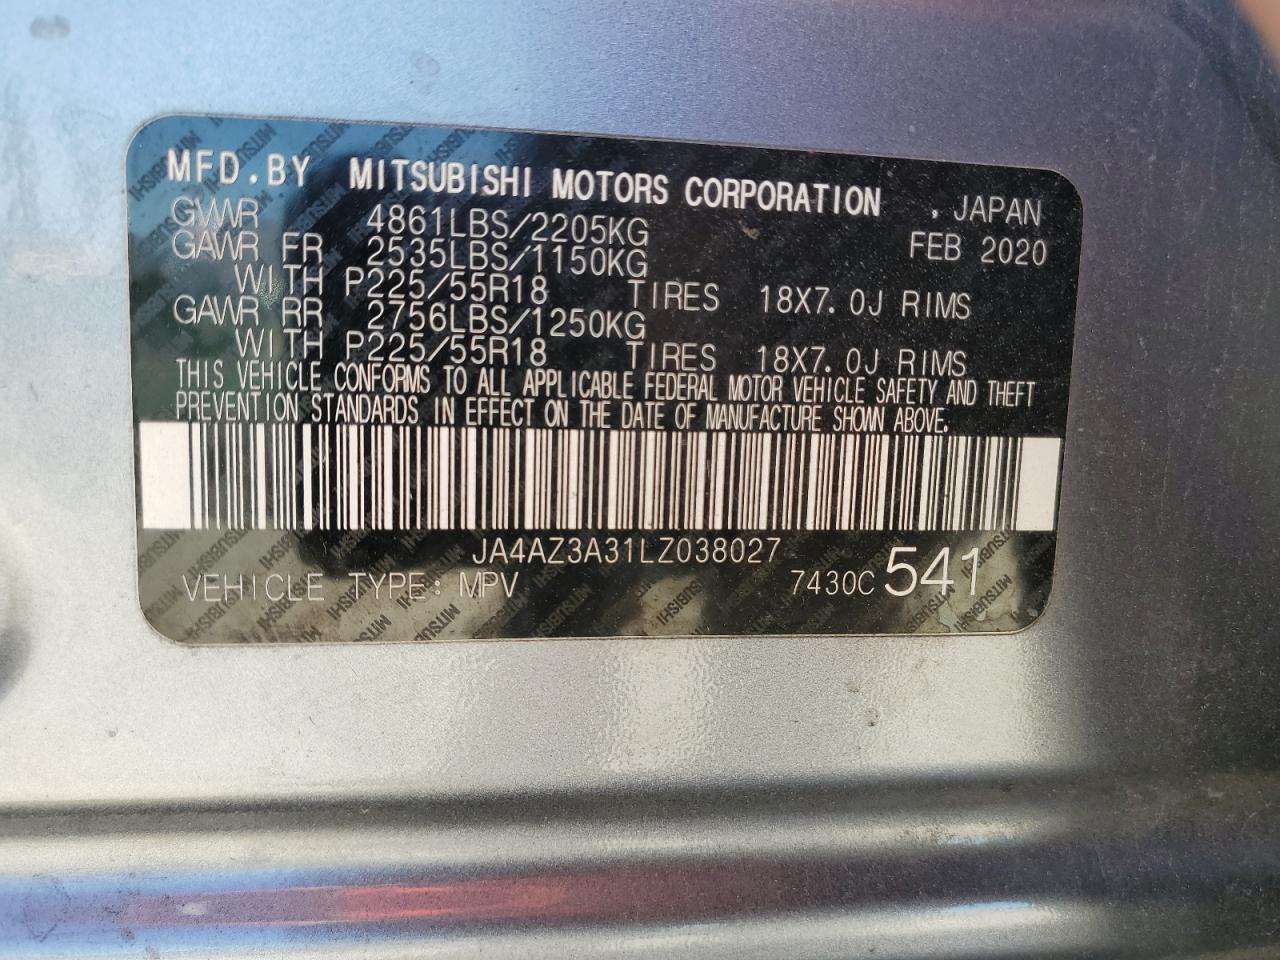 MFD.BY MITSUBISHI MOTORS CORPORATION , JAPAN
GVWR 4861LBS/2205KG FEB 2020
GAWR FR 2535LBS/1150KG
WITH P225/55R18 TIRES 18X7.0J RIMS
GAWR RR 2756LBS/1250KG
WITH P225/55R18 TIRES 18X7.0J RIMS
THIS VEHICLE CONFORMS TO ALL APPLICABLE FEDERAL MOTOR VEHICLE SAFETY AND THEFT
PREVENTION STANDARDS IN EFFECT ON THE DATE OF MANUFACTURE SHOWN ABOVE.
JA4AZ3A31LZ038027
VEHICLE TYPE: MPV 7430C 541